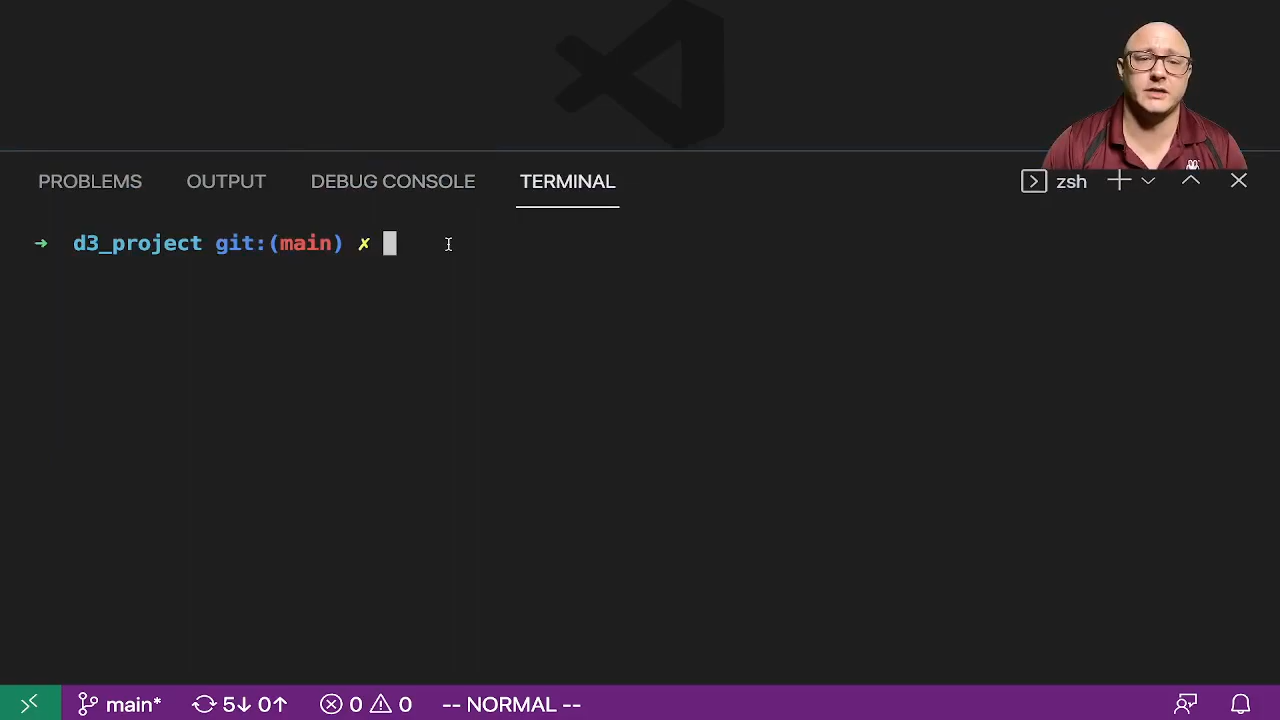 PROBLEMS OUTPUT DEBUG CONSOLE TERMINAL zsh
➜ d3_project git:(main) ✗
main* 5↓ 0↑ 0 0 -- NORMAL --